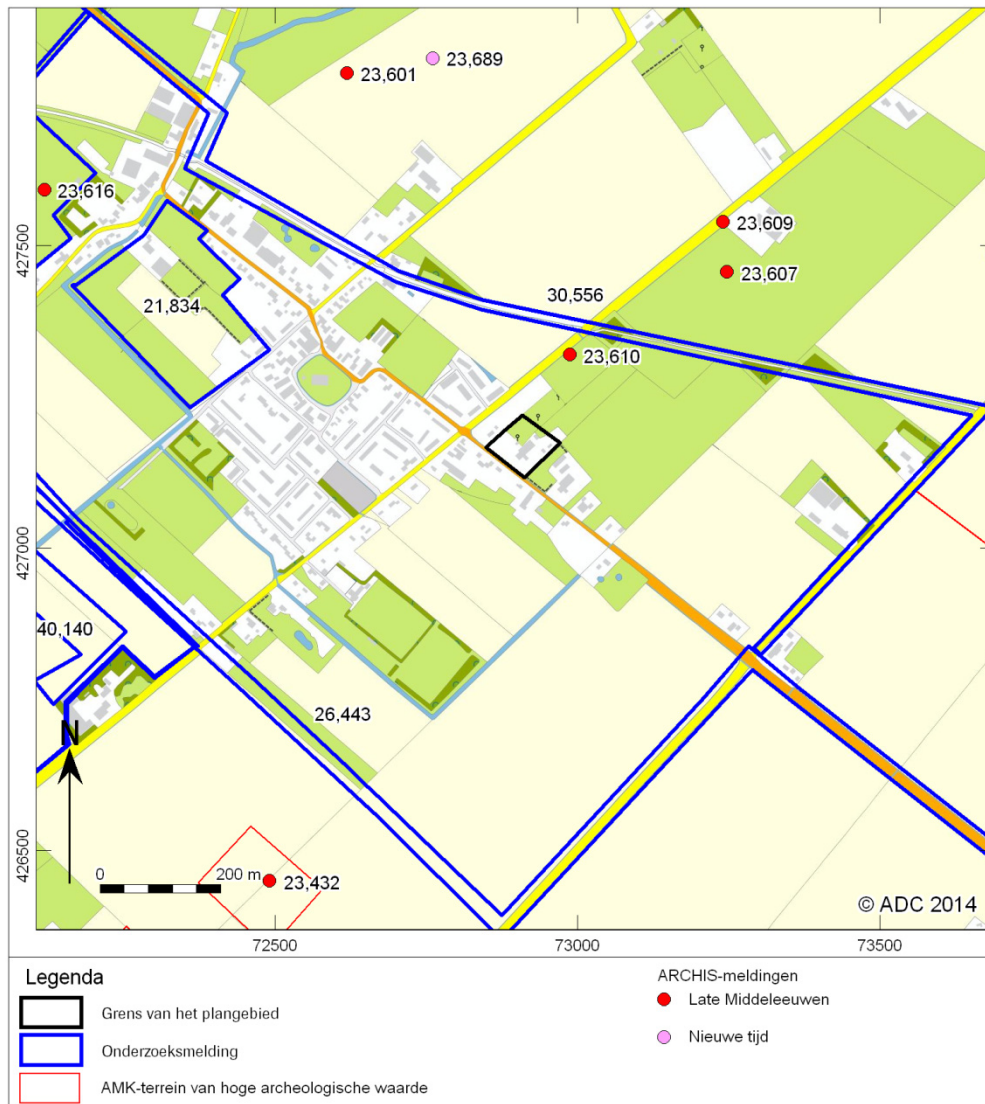 23,689
23,601
23,616
23,609
427500
23,607
30,556
21,834
23,610
427000
40,140
26,443
N
426500
0
200 m
23,432
© ADC 2014
72500
73000
73500
Legenda
Grens van het plangebied
Onderzoeksmelding
AMK-terrein van hoge archeologische waarde
ARCHIS-meldingen
Late Middeleeuwen
Nieuwe tijd